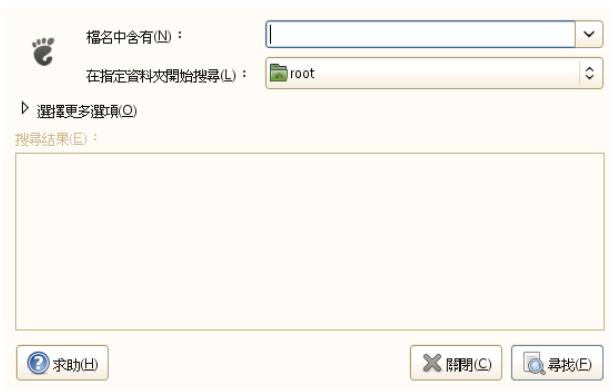 檔名中含有(N)：
在指定資料夾開始搜尋(L)： root
選擇更多選項(O)
搜尋結果(E)：
求助(H) 關閉(C) 尋找(F)